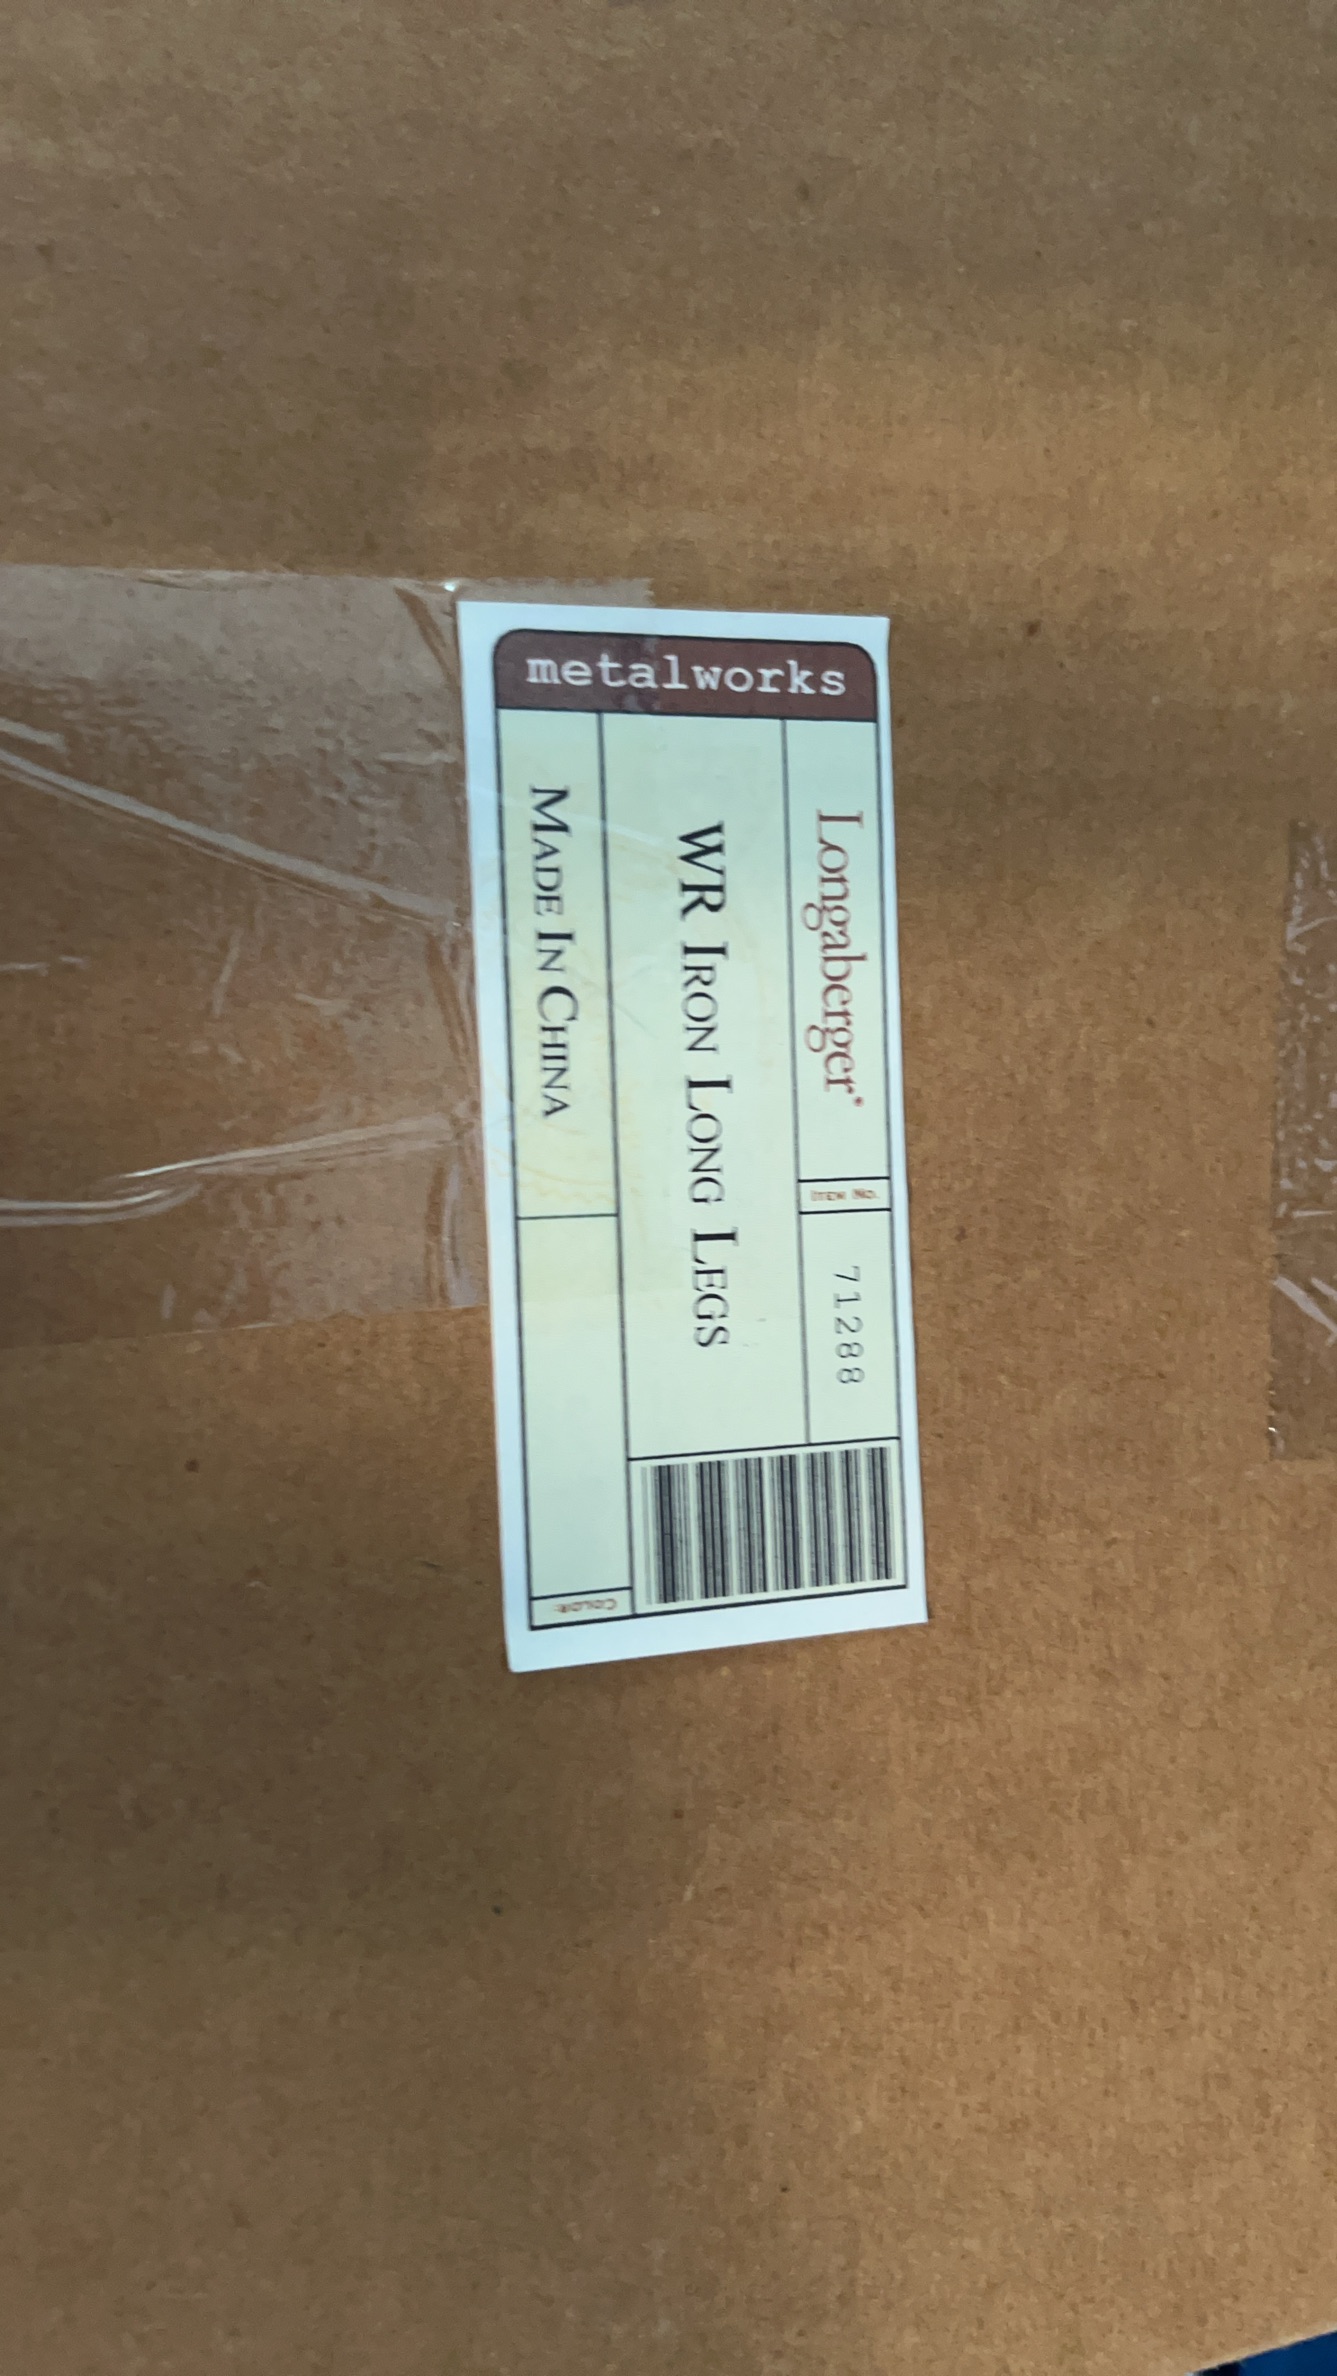 metalworks
Longaberger®
ITEM NO.
71288
WR IRON LONG LEGS
MADE IN CHINA
COLOR: